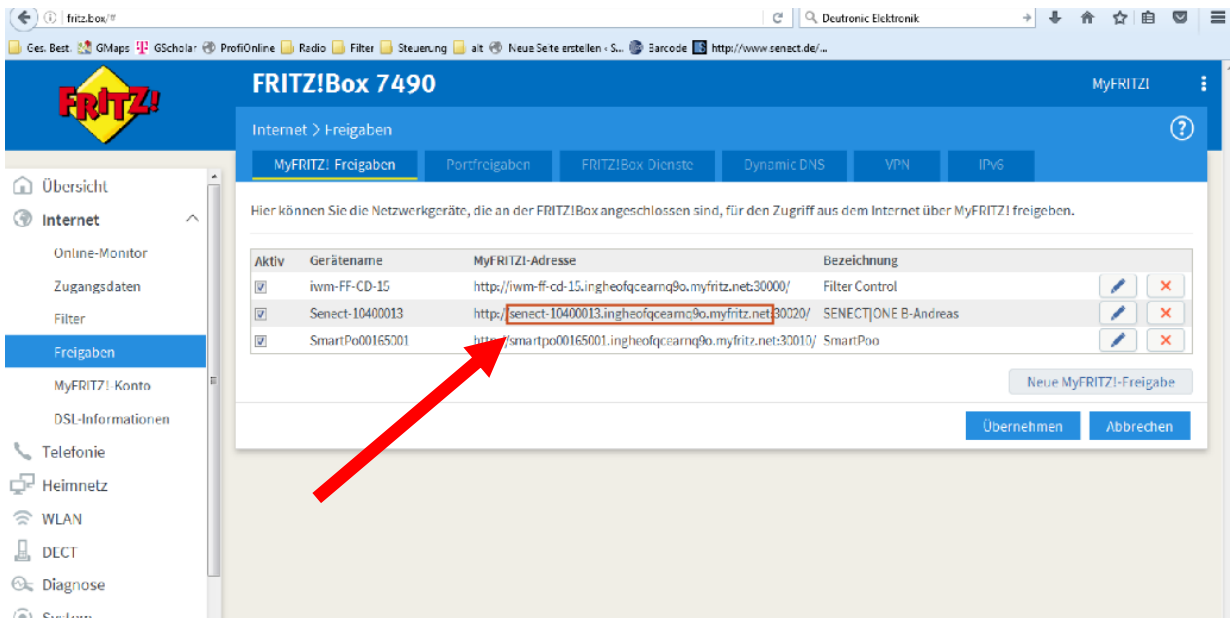 fritz.box/#
Deutronic Elektronik
Ges. Best. GMaps GScholar ProfiOnline Radio Filter Steuerung alt Neue Seite erstellen ‹ S... Barcode http://www.senect.de/...
FRITZ!
FRITZ!Box 7490
MyFRITZ!
Internet > Freigaben
MyFRITZ! Freigaben
Portfreigaben
FRITZ!Box Dienste
Dynamic DNS
VPN
IPv6
Hier können Sie die Netzwerkgeräte, die an der FRITZ!Box angeschlossen sind, für den Zugriff aus dem Internet über MyFRITZ! freigeben.
Aktiv Gerätename MyFRITZ!-Adresse Bezeichnung
iwm-FF-CD-15 http://iwm-ff-cd-15.ingheofqcearnq9o.myfritz.net:30000/ Filter Control
Senect-10400013 http://senect-10400013.ingheofqcearnq9o.myfritz.net:30020/ SENECT|ONE B-Andreas
SmartPo00165001 http://smartpo00165001.ingheofqcearnq9o.myfritz.net:30010/ SmartPoo
Neue MyFRITZ!-Freigabe
Übernehmen
Abbrechen
Übersicht
Internet
Online-Monitor
Zugangsdaten
Filter
Freigaben
MyFRITZ!-Konto
DSL-Informationen
Telefonie
Heimnetz
WLAN
DECT
Diagnose
System